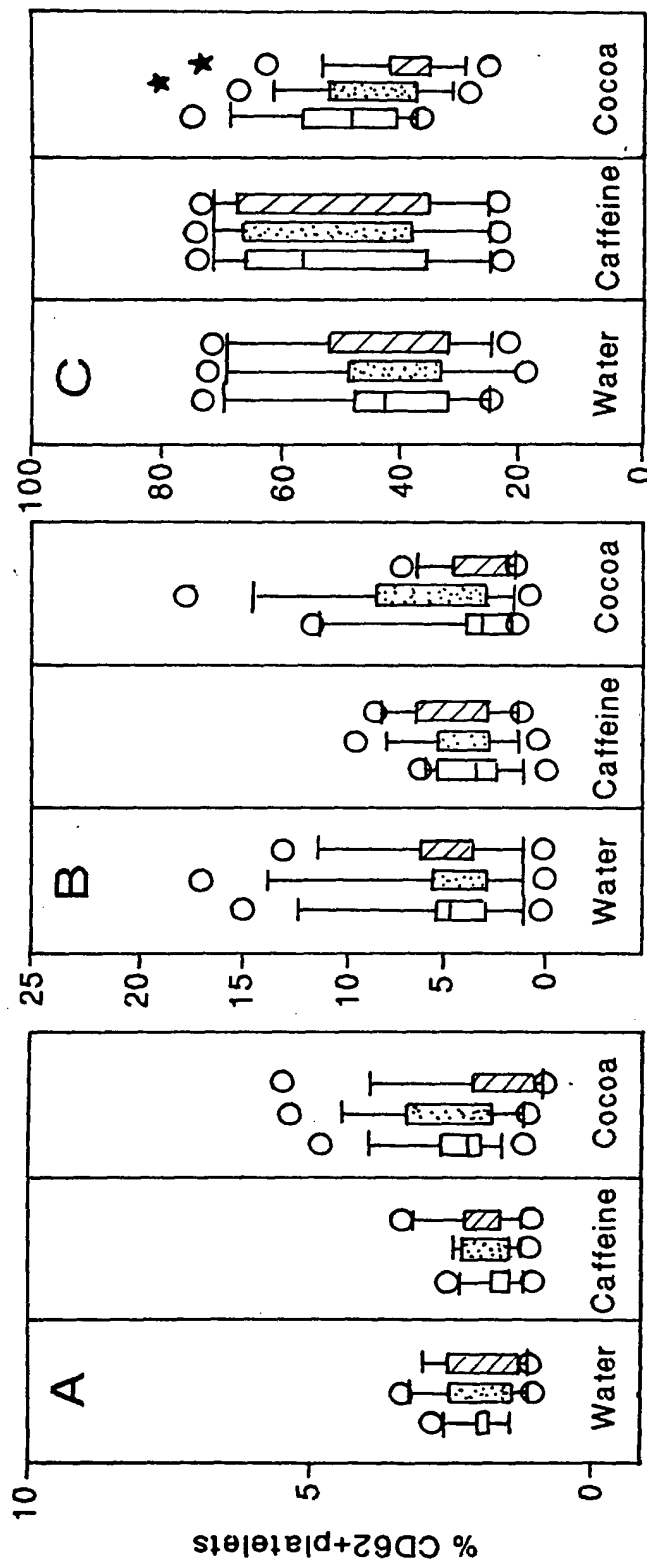 % CD62+platelets
A
10
5
0
Water
Caffeine
Cocoa
B
25
20
15
10
5
0
Water
Caffeine
Cocoa
C
100
80
60
40
20
0
Water
Caffeine
Cocoa